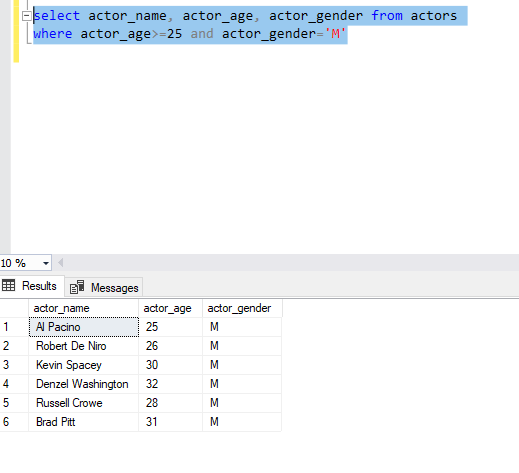 select actor_name, actor_age, actor_gender from actors
where actor_age>=25 and actor_gender='M'
10 %
Results Messages
actor_name actor_age actor_gender
1 Al Pacino 25 M
2 Robert De Niro 26 M
3 Kevin Spacey 30 M
4 Denzel Washington 32 M
5 Russell Crowe 28 M
6 Brad Pitt 31 M